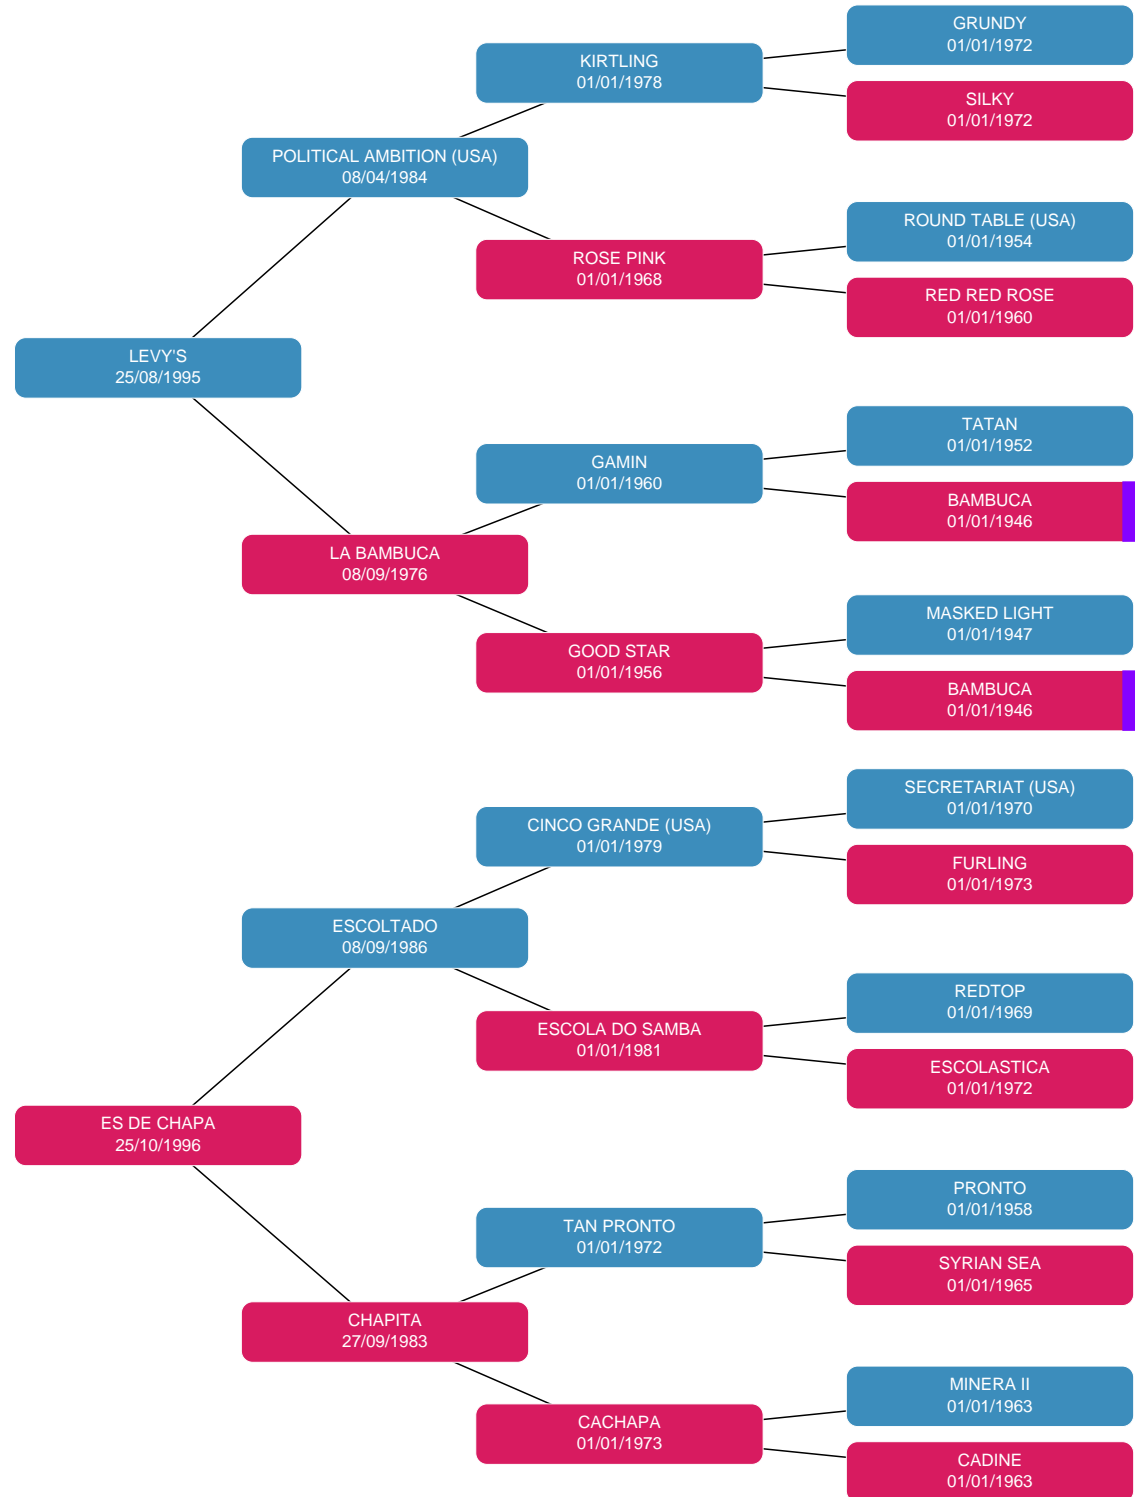 GRUNDY
01/01/1972
KIRTLING
01/01/1978
SILKY
01/01/1972
POLITICAL AMBITION (USA)
08/04/1984
ROUND TABLE (USA)
01/01/1954
ROSE PINK
01/01/1968
RED RED ROSE
01/01/1960
LEVY'S
25/08/1995
TATAN
01/01/1952
GAMIN
01/01/1960
BAMBUCA
01/01/1946
LA BAMBUCA
08/09/1976
MASKED LIGHT
01/01/1947
GOOD STAR
01/01/1956
BAMBUCA
01/01/1946
SECRETARIAT (USA)
01/01/1970
CINCO GRANDE (USA)
01/01/1979
FURLING
01/01/1973
ESCOLTADO
08/09/1986
REDTOP
01/01/1969
ESCOLA DO SAMBA
01/01/1981
ESCOLASTICA
01/01/1972
ES DE CHAPA
25/10/1996
PRONTO
01/01/1958
TAN PRONTO
01/01/1972
SYRIAN SEA
01/01/1965
CHAPITA
27/09/1983
MINERA II
01/01/1963
CACHAPA
01/01/1973
CADINE
01/01/1963